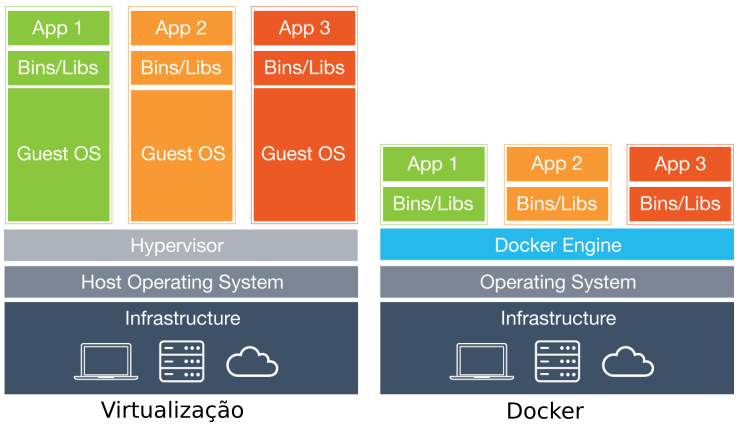 App 1
App 2
App 3
Bins/Libs
Bins/Libs
Bins/Libs
Guest OS
Guest OS
Guest OS
Hypervisor
Host Operating System
Infrastructure
Virtualização
App 1
App 2
App 3
Bins/Libs
Bins/Libs
Bins/Libs
Docker Engine
Operating System
Infrastructure
Docker